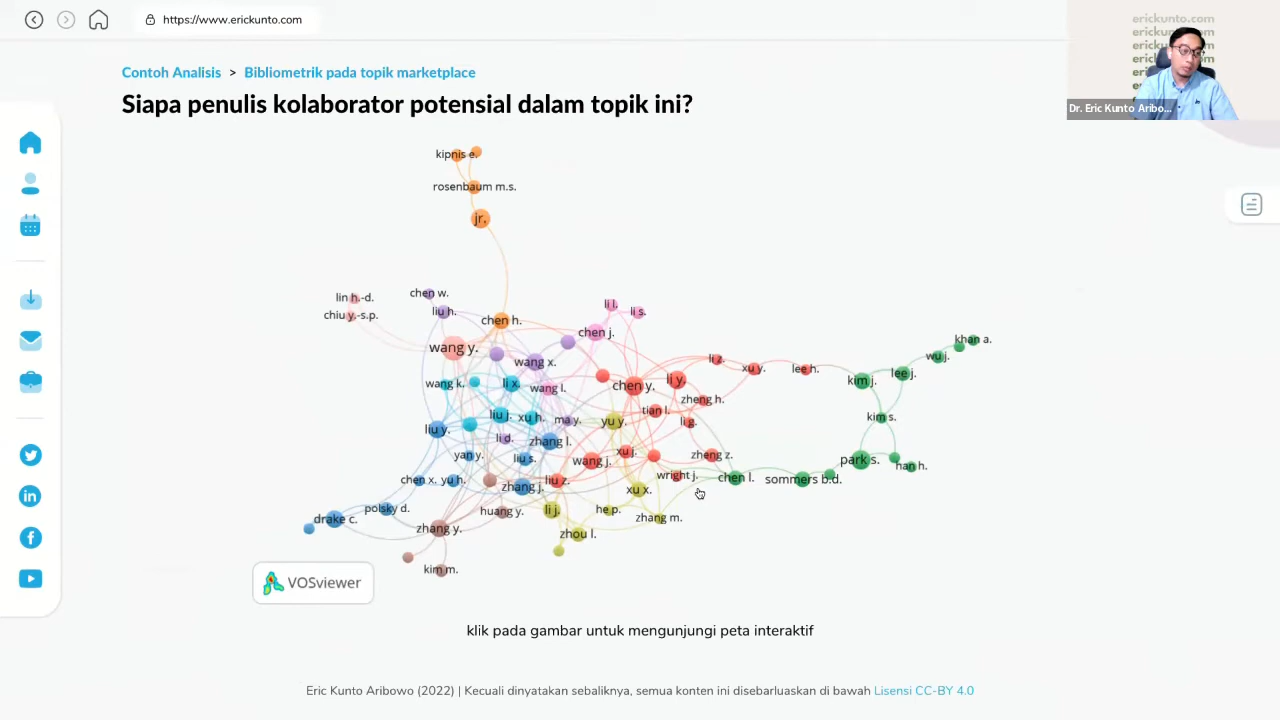 https://www.erickunto.com
erickunto.com
Dr. Eric Kunto Aribo...
Contoh Analisis > Bibliometrik pada topik marketplace
Siapa penulis kolaborator potensial dalam topik ini?
kipnis e.
rosenbaum m.s.
jr.
lin h.-d.
chen w.
chiu y.-s.p.
liu h.
chen h.
li l.
li s.
chen j.
khan a.
wang y.
wang x.
li z.
xu y.
lee h.
wu j.
wang k.
li x.
wang l.
chen y.
li y.
kim j.
lee j.
zheng h.
liu j.
xu h.
ma y.
yu y.
tian l.
li g.
kim s.
liu y.
li d.
zhang l.
yan y.
liu s.
wang j.
xu j.
zheng z.
park s.
han h.
chen x.
yu h.
zhang j.
liu z.
wright j.
chen l.
sommers b.d.
xu x.
drake c.
polsky d.
huang y.
li j.
he p.
zhang m.
zhang y.
zhou l.
kim m.
VOSviewer
klik pada gambar untuk mengunjungi peta interaktif
Eric Kunto Aribowo (2022) | Kecuali dinyatakan sebaliknya, semua konten ini disebarluaskan di bawah Lisensi CC-BY 4.0